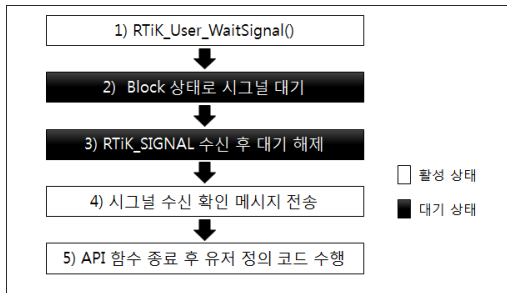 1) RTiK_User_WaitSignal()
2) Block 상태로 시그널 대기
3) RTiK_SIGNAL 수신 후 대기 해제
4) 시그널 수신 확인 메시지 전송
5) API 함수 종료 후 유저 정의 코드 수행
활성 상태
대기 상태